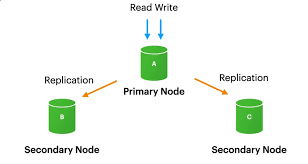 Read Write
A
Primary Node
Replication
Replication
B
C
Secondary Node
Secondary Node